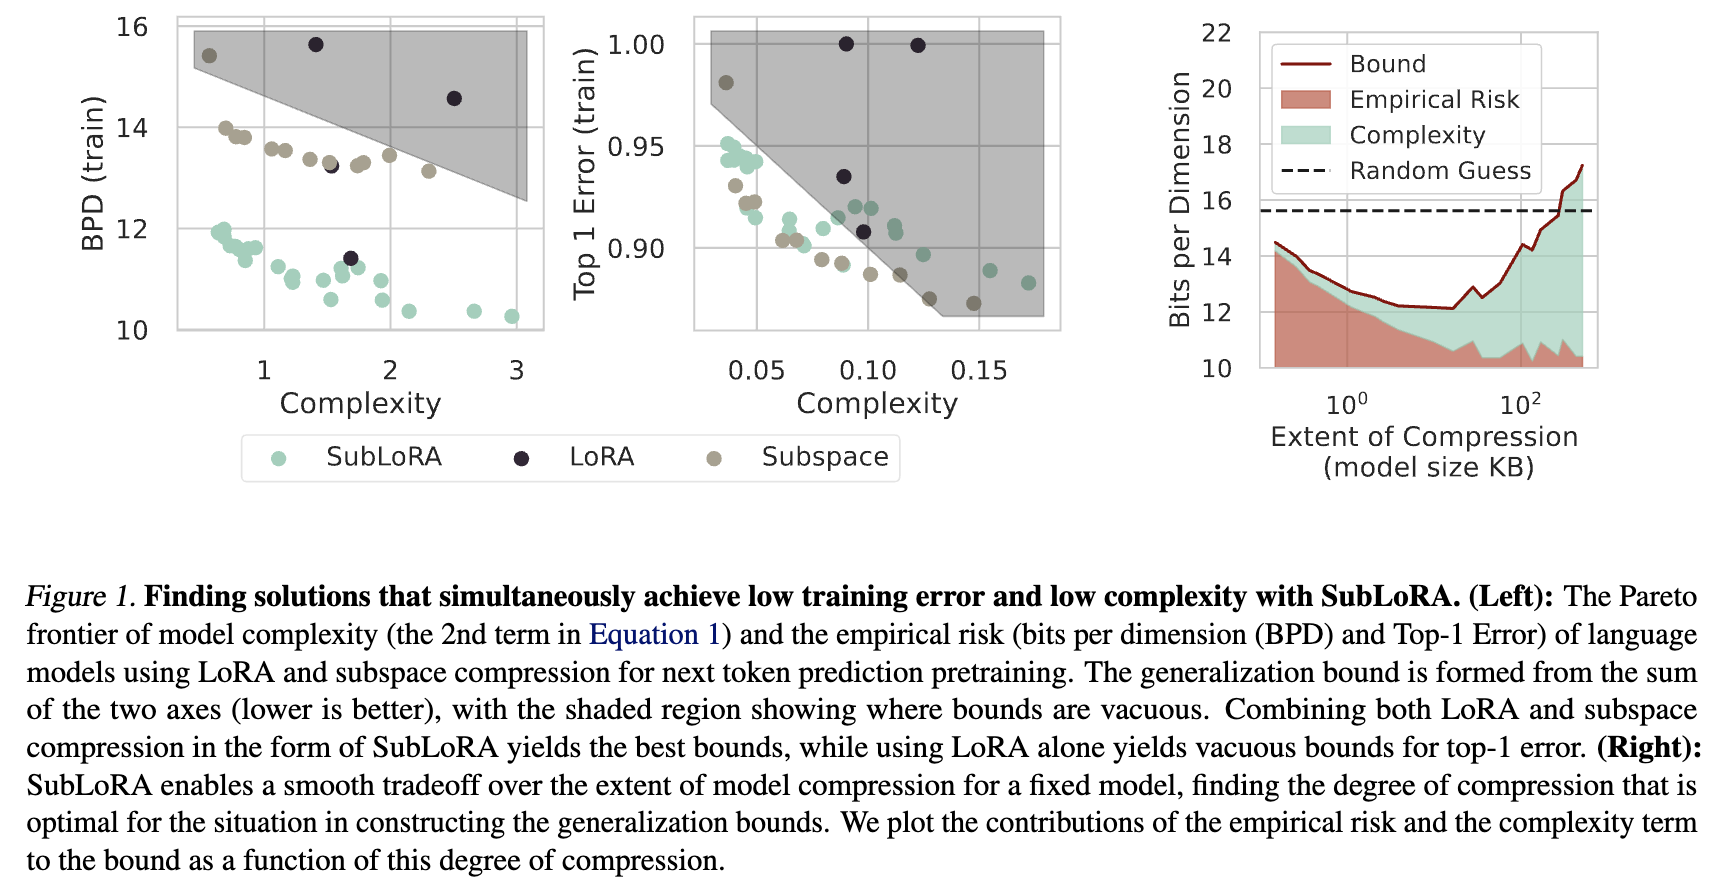 16
14
12
10
BPD (train)
1
2
3
Complexity
1.00
0.95
0.90
Top 1 Error (train)
0.05
0.10
0.15
Complexity
SubLoRA
LoRA
Subspace
22
20
18
16
14
12
10
Bits per Dimension
Bound
Empirical Risk
Complexity
Random Guess
10⁰
10²
Extent of Compression
(model size KB)
Figure 1. Finding solutions that simultaneously achieve low training error and low complexity with SubLoRA. (Left): The Pareto
frontier of model complexity (the 2nd term in Equation 1) and the empirical risk (bits per dimension (BPD) and Top-1 Error) of language
models using LoRA and subspace compression for next token prediction pretraining. The generalization bound is formed from the sum
of the two axes (lower is better), with the shaded region showing where bounds are vacuous. Combining both LoRA and subspace
compression in the form of SubLoRA yields the best bounds, while using LoRA alone yields vacuous bounds for top-1 error. (Right):
SubLoRA enables a smooth tradeoff over the extent of model compression for a fixed model, finding the degree of compression that is
optimal for the situation in constructing the generalization bounds. We plot the contributions of the empirical risk and the complexity term
to the bound as a function of this degree of compression.